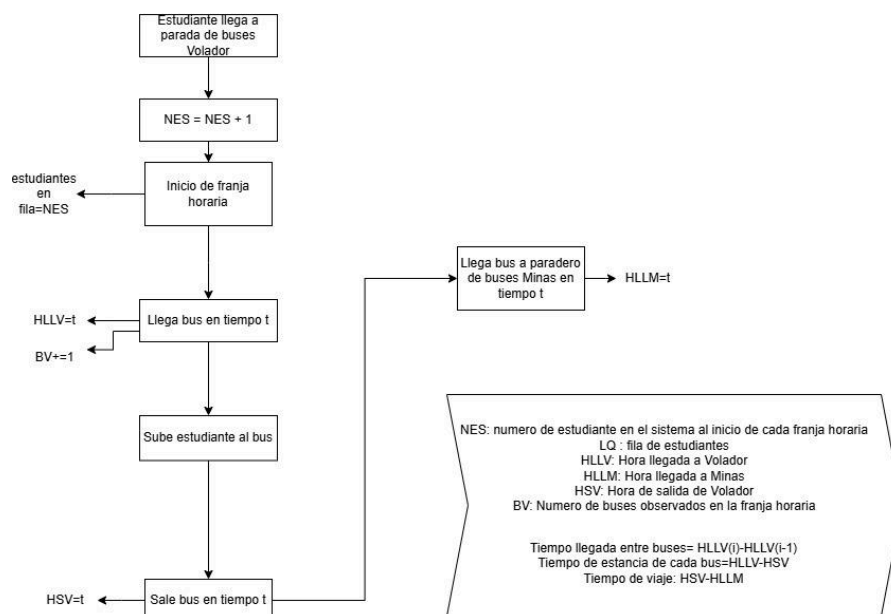 Estudiante llega a
parada de buses
Volador
NES = NES + 1
estudiantes
en
fila=NES
Inicio de franja
horaria
Llega bus a paradero
de buses Minas en
tiempo t
HLLM=t
HLLV=t
Llega bus en tiempo t
BV+=1
Sube estudiante al bus
HSV=t
Sale bus en tiempo t
NES: numero de estudiante en el sistema al inicio de cada franja horaria
LQ : fila de estudiantes
HLLV: Hora llegada a Volador
HLLM: Hora llegada a Minas
HSV: Hora de salida de Volador
BV: Numero de buses observados en la franja horaria
Tiempo llegada entre buses= HLLV(i)-HLLV(i-1)
Tiempo de estancia de cada bus=HLLV-HSV
Tiempo de viaje: HSV-HLLM